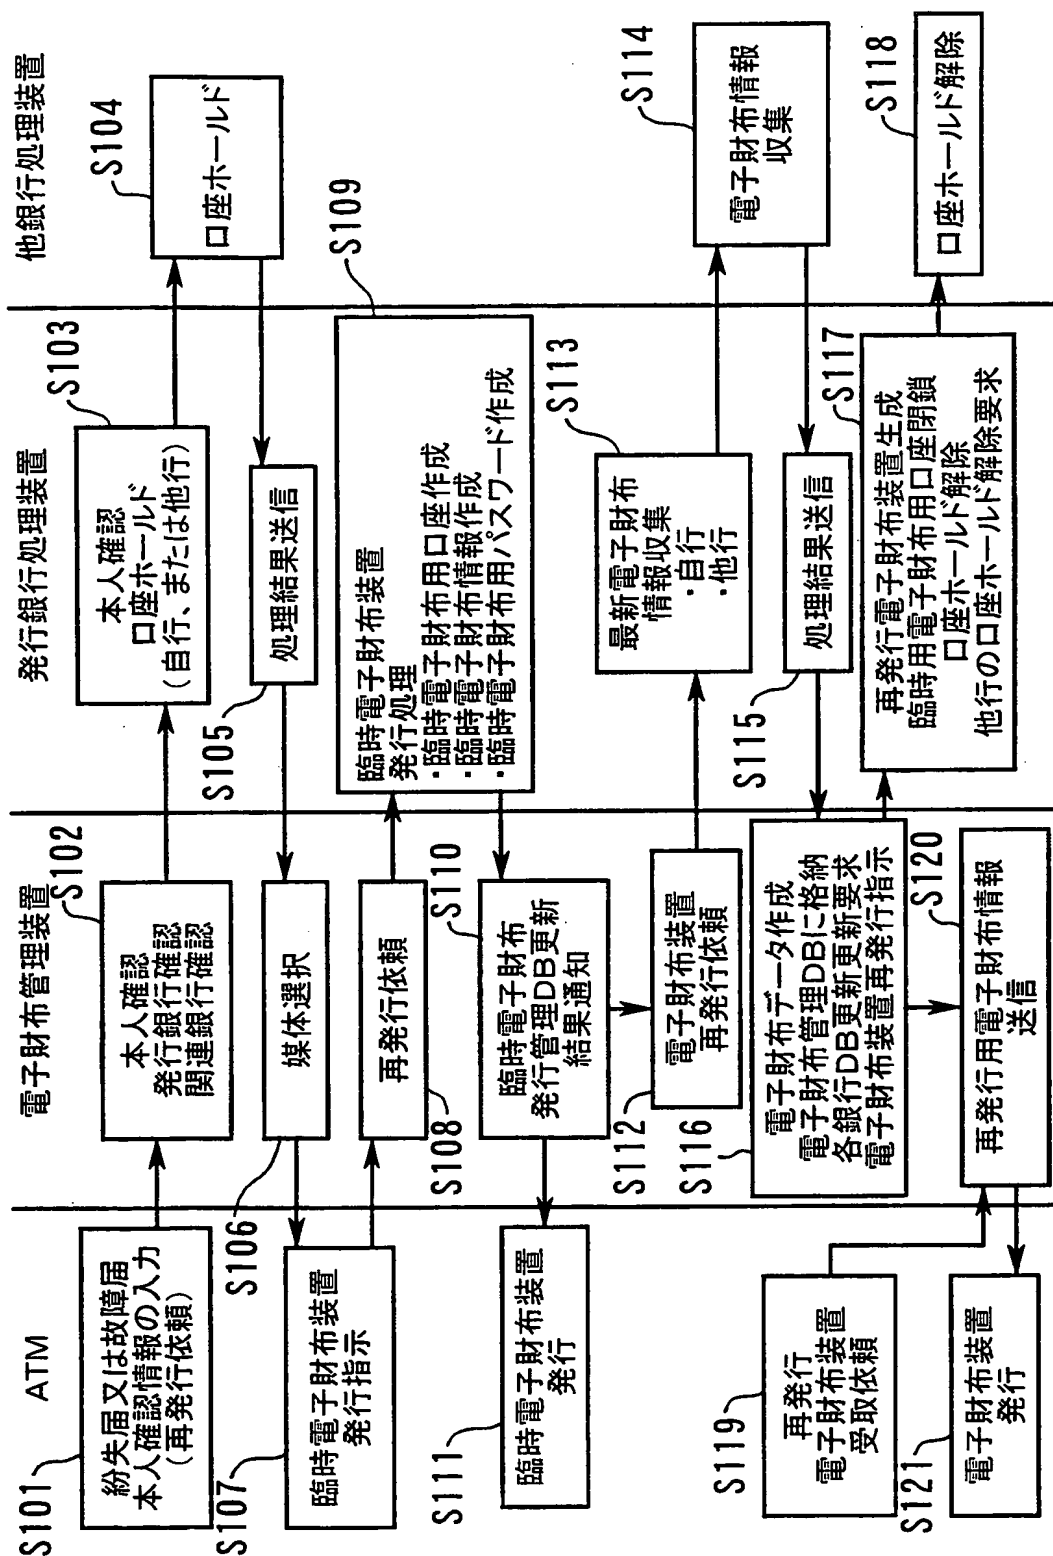 ATM
電子財布管理装置
発行銀行処理装置
他銀行処理装置
S101
紛失届又は故障届
本人確認情報の入力
（再発行依頼）
S102
本人確認
発行銀行確認
関連銀行確認
S103
本人確認
口座ホールド
（自行、または他行）
S104
口座ホールド
S105
処理結果送信
S106
媒体選択
S107
臨時電子財布装置
発行指示
S108
再発行依頼
S109
臨時電子財布装置
発行処理
・臨時電子財布用口座作成
・臨時電子財布情報作成
・臨時電子財布用パスワード作成
S110
臨時電子財布
発行管理DB更新
結果通知
S111
臨時電子財布装置
発行
S112
電子財布装置
再発行依頼
S113
最新電子財布
情報収集
・自行
・他行
S114
電子財布情報
収集
S115
処理結果送信
S116
電子財布データ作成
電子財布管理DBに格納
各銀行DB更新更新要求
電子財布装置再発行指示
S117
再発行電子財布装置生成
臨時用電子財布用口座閉鎖
口座ホールド解除
他行の口座ホールド解除要求
S118
口座ホールド解除
S119
再発行
電子財布装置
受取依頼
S120
再発行用電子財布情報
送信
S121
電子財布装置
発行